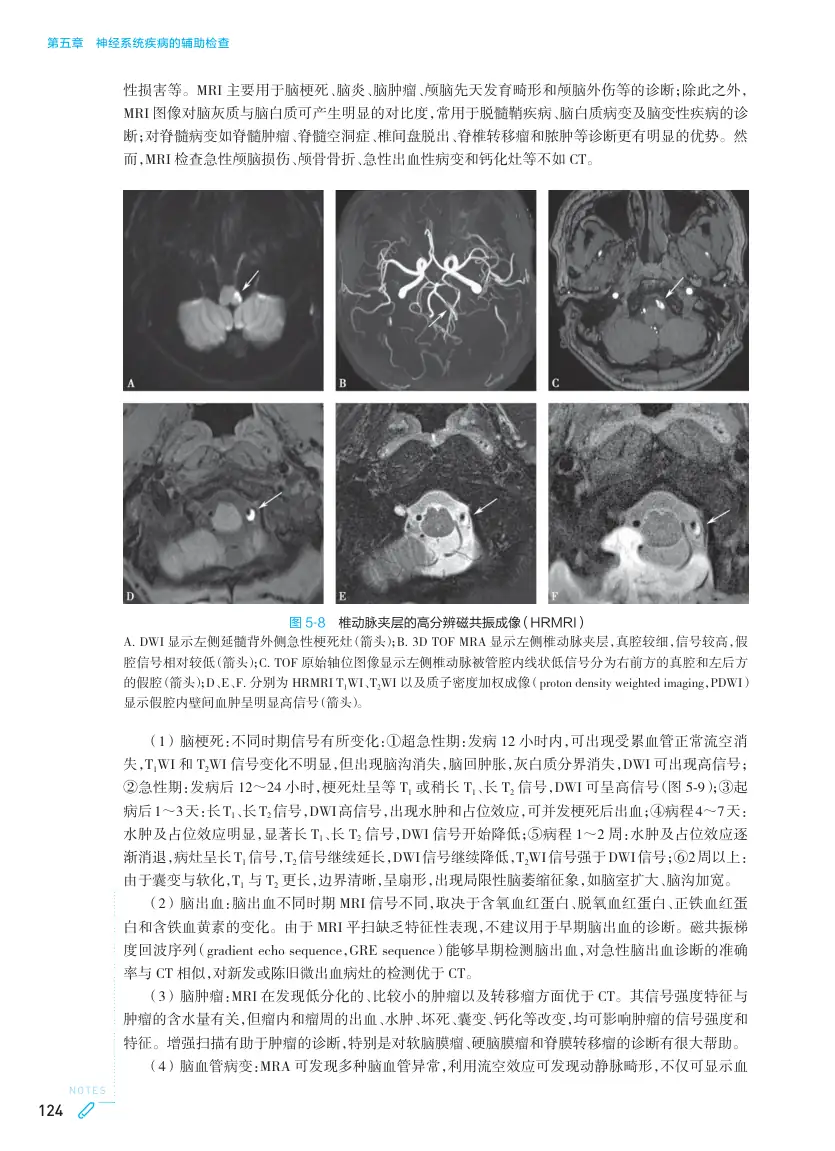 第五章 神经系统疾病的辅助检查
性损害等。MRI 主要用于脑梗死、脑炎、脑肿瘤、颅脑先天发育畸形和颅脑外伤等的诊断；除此之外，
MRI 图像对脑灰质与脑白质可产生明显的对比度，常用于脱髓鞘疾病、脑白质病变及脑变性疾病的诊
断；对脊髓病变如脊髓肿瘤、脊髓空洞症、椎间盘脱出、脊椎转移瘤和脓肿等诊断更有明显的优势。然
而，MRI 检查急性颅脑损伤、颅骨骨折、急性出血性病变和钙化灶等不如 CT。
A
B
C
D
E
F
图 5-8 椎动脉夹层的高分辨磁共振成像（HRMRI）
A. DWI 显示左侧延髓背外侧急性梗死灶（箭头）；B. 3D TOF MRA 显示左侧椎动脉夹层，真腔较细，信号较高，假
腔信号相对较低（箭头）；C. TOF 原始轴位图像显示左侧椎动脉被管腔内线状低信号分为右前方的真腔和左后方
的假腔（箭头）；D、E、F. 分别为 HRMRI T₁WI、T₂WI 以及质子密度加权成像（proton density weighted imaging，PDWI）
显示假腔内壁间血肿呈明显高信号（箭头）。
（1）脑梗死：不同时期信号有所变化：①超急性期：发病 12 小时内，可出现受累血管正常流空消
失，T₁WI 和 T₂WI 信号变化不明显，但出现脑沟消失，脑回肿胀，灰白质分界消失，DWI 可出现高信号；
②急性期：发病后 12～24 小时，梗死灶呈等 T₁ 或稍长 T₁、长 T₂ 信号，DWI 可呈高信号（图 5-9）；③起
病后 1～3 天：长 T₁、长 T₂ 信号，DWI 高信号，出现水肿和占位效应，可并发梗死后出血；④病程 4～7 天：
水肿及占位效应明显，显著长 T₁、长 T₂ 信号，DWI 信号开始降低；⑤病程 1～2 周：水肿及占位效应逐
渐消退，病灶呈长 T₁ 信号，T₂ 信号继续延长，DWI 信号继续降低，T₂WI 信号强于 DWI 信号；⑥2 周以上：
由于囊变与软化，T₁ 与 T₂ 更长，边界清晰，呈扇形，出现局限性脑萎缩征象，如脑室扩大、脑沟加宽。
（2）脑出血：脑出血不同时期 MRI 信号不同，取决于含氧血红蛋白、脱氧血红蛋白、正铁血红蛋
白和含铁血黄素的变化。由于 MRI 平扫缺乏特征性表现，不建议用于早期脑出血的诊断。磁共振梯
度回波序列（gradient echo sequence，GRE sequence）能够早期检测脑出血，对急性脑出血诊断的准确
率与 CT 相似，对新发或陈旧微出血病灶的检测优于 CT。
（3）脑肿瘤：MRI 在发现低分化的、比较小的肿瘤以及转移瘤方面优于 CT。其信号强度特征与
肿瘤的含水量有关，但瘤内和瘤周的出血、水肿、坏死、囊变、钙化等改变，均可影响肿瘤的信号强度和
特征。增强扫描有助于肿瘤的诊断，特别是对软脑膜瘤、硬脑膜瘤和脊膜转移瘤的诊断有很大帮助。
（4）脑血管病变：MRA 可发现多种脑血管异常，利用流空效应可发现动静脉畸形，不仅可显示血
NOTES
124